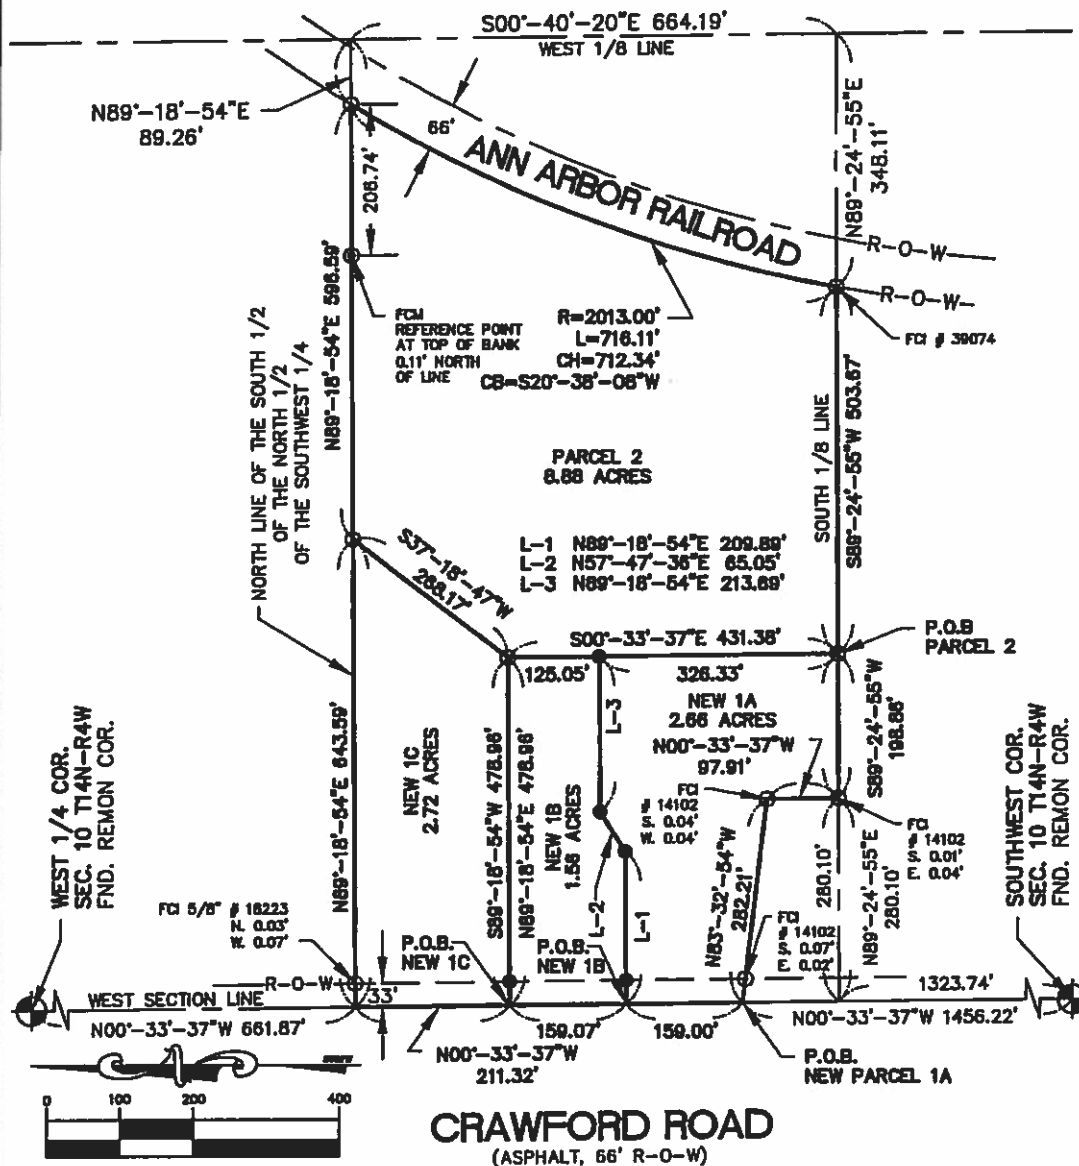 S00°-40'-20"E 664.19'
WEST 1/8 LINE
N89°-18'-54"E
89.26'
66'
ANN ARBOR RAILROAD
N89°-24'-55"E
348.11'
206.74'
R-O-W
R-O-W
FCI # 39074
FCM
REFERENCE POINT
AT TOP OF BANK
0.11' NORTH
OF LINE
R=2013.00'
L=716.11'
CH=712.34'
CB=S20°-38'-08"W
N89°-18'-54"E 596.59'
NORTH LINE OF THE SOUTH 1/2
OF THE NORTH 1/2
OF THE SOUTHWEST 1/4
SOUTH 1/8 LINE
S89°-24'-55"W 503.67'
PARCEL 2
8.88 ACRES
S37°-18'-47"W
268.17'
L-1 N89°-18'-54"E 209.89'
L-2 N57°-47'-36"E 65.05'
L-3 N89°-18'-54"E 213.69'
S00°-33'-37"E 431.38'
P.O.B
PARCEL 2
125.05'
326.33'
L-3
NEW 1A
2.66 ACRES
N00°-33'-37"W
97.91'
S89°-24'-55"W
198.86'
WEST 1/4 COR.
SEC. 10 T14N-R4W
FND. REMON COR.
N89°-18'-54"E 643.59'
NEW 1C
2.72 ACRES
S89°-18'-54"W 478.96'
N89°-18'-54"E 478.96'
NEW 1B
1.56 ACRES
FCI
# 14102
S. 0.04'
W. 0.04'
FCI
# 14102
S. 0.01'
E. 0.04'
SOUTHWEST COR.
SEC. 10 T14N-R4W
FND. REMON COR.
L-2
L-1
N83°-32'-54"W
282.21'
280.10'
N89°-24'-55"E
280.10'
FCI 5/8" # 16223
N. 0.03'
W. 0.07'
FCI
# 14102
S. 0.07'
E. 0.02'
P.O.B.
NEW 1C
P.O.B.
NEW 1B
R-O-W
33'
WEST SECTION LINE
1323.74'
N00°-33'-37"W 661.87'
159.07'
159.00'
N00°-33'-37"W 1456.22'
N00°-33'-37"W
211.32'
P.O.B.
NEW PARCEL 1A
0 100 200 400
CRAWFORD ROAD
(ASPHALT, 66' R-O-W)